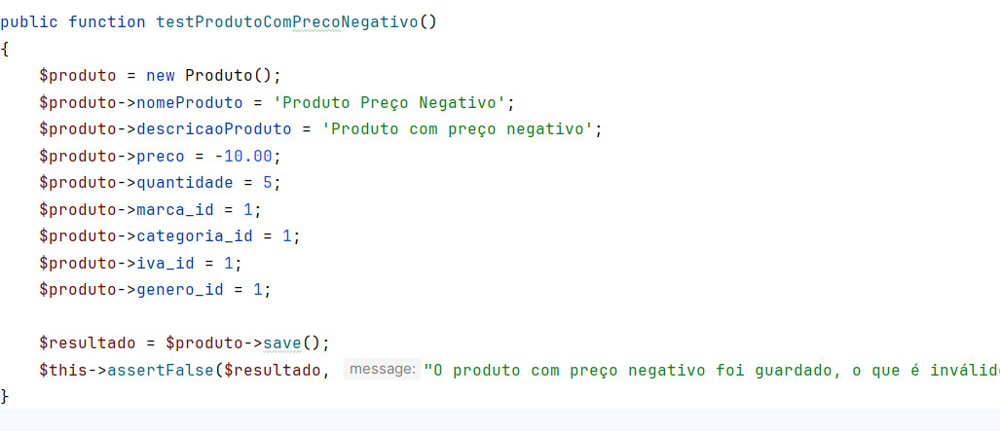 public function testProdutoComPrecoNegativo()
{
    $produto = new Produto();
    $produto->nomeProduto = 'Produto Preço Negativo';
    $produto->descricaoProduto = 'Produto com preço negativo';
    $produto->preco = -10.00;
    $produto->quantidade = 5;
    $produto->marca_id = 1;
    $produto->categoria_id = 1;
    $produto->iva_id = 1;
    $produto->genero_id = 1;

    $resultado = $produto->save();
    $this->assertFalse($resultado, message: "O produto com preço negativo foi guardado, o que é
}